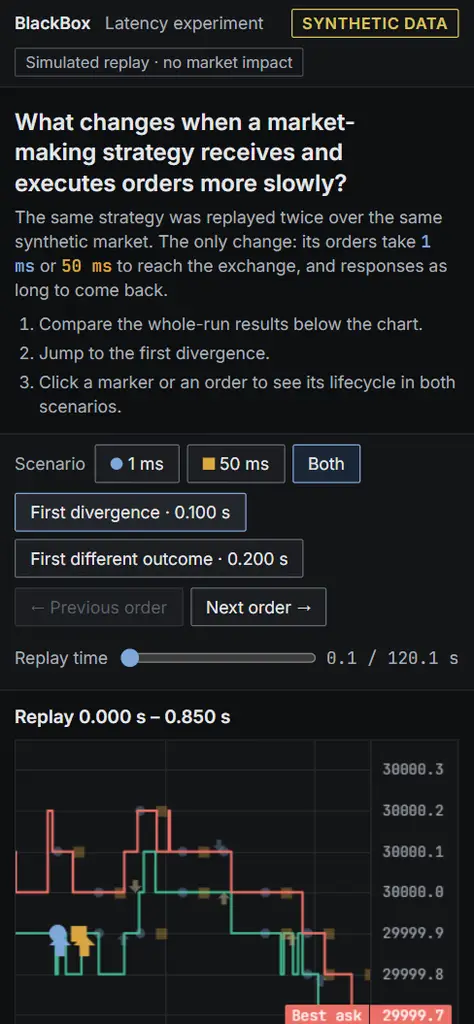 BlackBox Latency experiment SYNTHETIC DATA
Simulated replay · no market impact
What changes when a market-
making strategy receives and
executes orders more slowly?
The same strategy was replayed twice over the same
synthetic market. The only change: its orders take 1
ms or 50 ms to reach the exchange, and responses as
long to come back.
1. Compare the whole-run results below the chart.
2. Jump to the first divergence.
3. Click a marker or an order to see its lifecycle in both
scenarios.
Scenario 1 ms 50 ms Both
First divergence · 0.100 s
First different outcome · 0.200 s
← Previous order Next order →
Replay time 0.1 / 120.1 s
Replay 0.000 s – 0.850 s
30000.3
30000.2
30000.1
30000.0
29999.9
29999.8
Best ask 29999.7